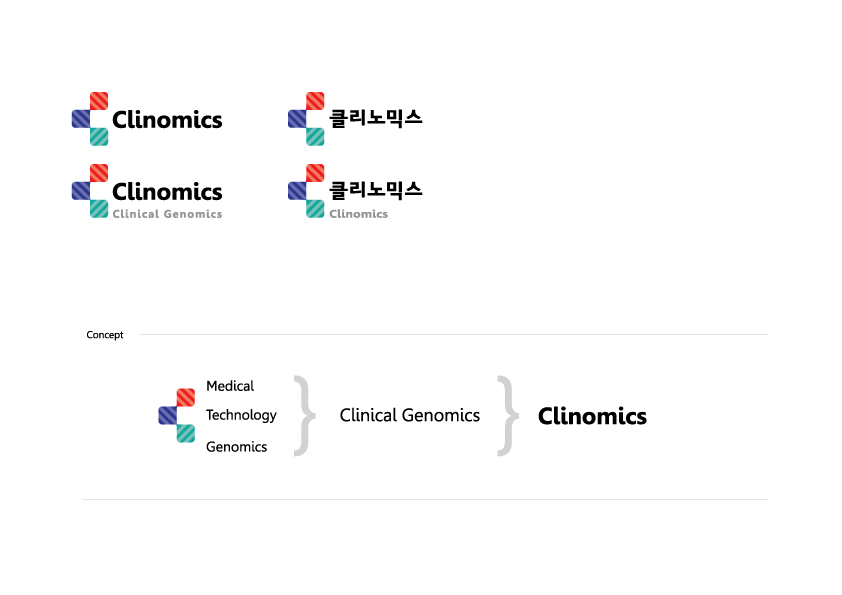 Clinomics
클리노믹스
Clinomics
Clinical Genomics
클리노믹스
Clinomics
Concept
Medical
Technology
Genomics
Clinical Genomics
Clinomics